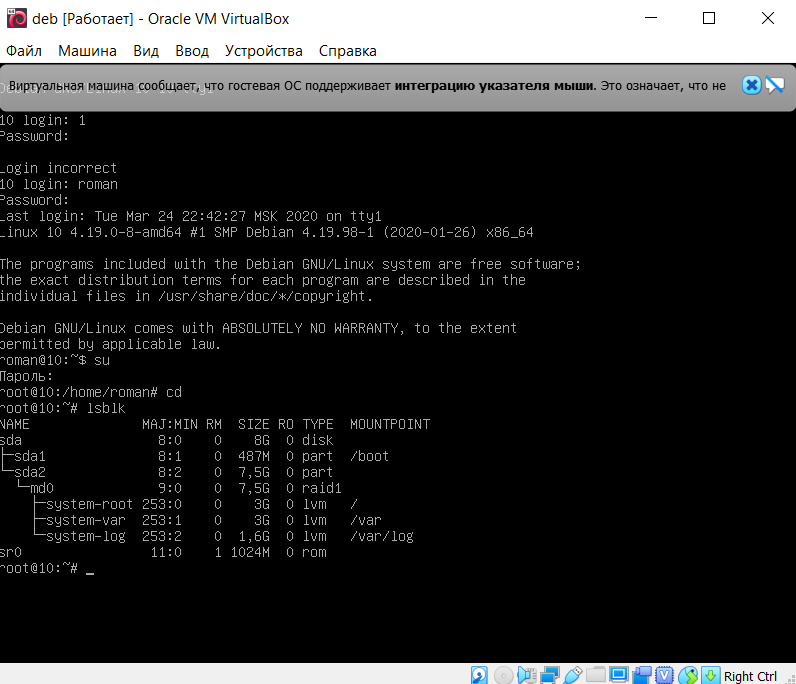 deb [Работает] - Oracle VM VirtualBox
Файл Машина Вид Ввод Устройства Справка
Виртуальная машина сообщает, что гостевая ОС поддерживает интеграцию указателя мыши. Это означает, что не
10 login: 1
Password:
Login incorrect
10 login: roman
Password:
Last login: Tue Mar 24 22:42:27 MSK 2020 on tty1
Linux 10 4.19.0-8-amd64 #1 SMP Debian 4.19.98-1 (2020-01-26) x86_64
The programs included with the Debian GNU/Linux system are free software;
the exact distribution terms for each program are described in the
individual files in /usr/share/doc/*/copyright.
Debian GNU/Linux comes with ABSOLUTELY NO WARRANTY, to the extent
permitted by applicable law.
roman@10:~$ su
Пароль:
root@10:/home/roman# cd
root@10:~# lsblk
NAME MAJ:MIN RM SIZE RO TYPE MOUNTPOINT
sda 8:0 0 8G 0 disk
├─sda1 8:1 0 487M 0 part /boot
└─sda2 8:2 0 7,5G 0 part
└─md0 9:0 0 7,5G 0 raid1
├─system-root 253:0 0 3G 0 lvm /
├─system-var 253:1 0 3G 0 lvm /var
└─system-log 253:2 0 1,6G 0 lvm /var/log
sr0 11:0 1 1024M 0 rom
root@10:~# _
Right Ctrl